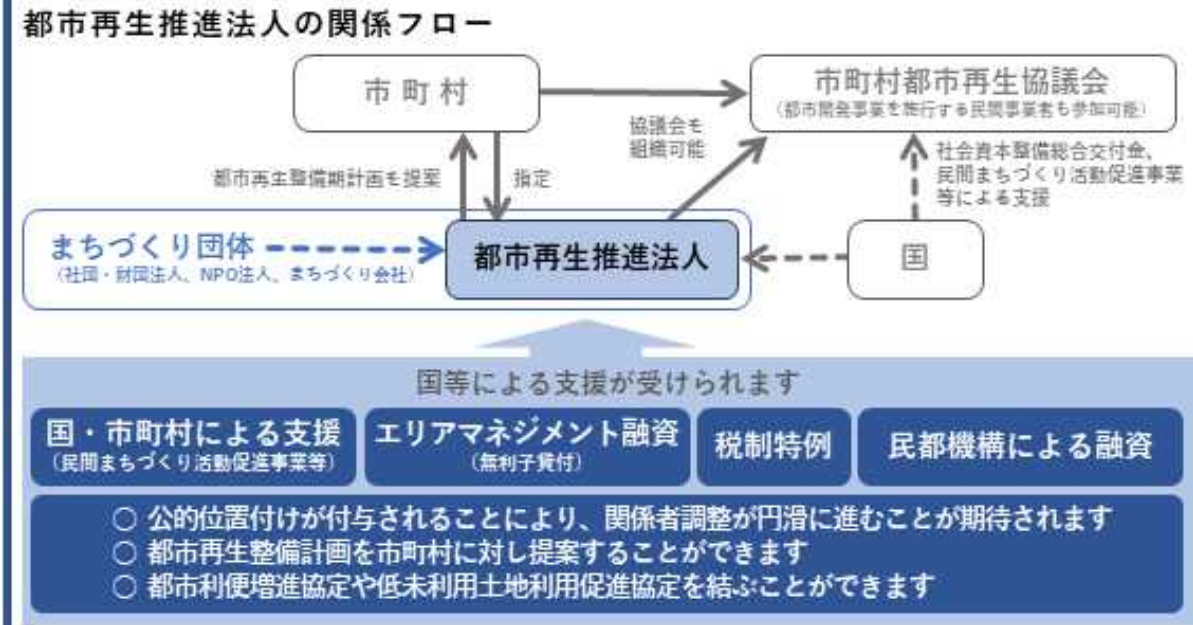 都市再生推進法人の関係フロー
市町村
市町村都市再生協議会
（都市開発事業を施行する民間事業者も参加可能）
協議会も
組織可能
都市再生整備期計画も提案
指定
社会資本整備総合交付金、
民間まちづくり活動促進事業
等による支援
まちづくり団体
（社団・財団法人、NPO法人、まちづくり会社）
都市再生推進法人
国
国等による支援が受けられます
国・市町村による支援
（民間まちづくり活動促進事業等）
エリアマネジメント融資
（無利子貸付）
税制特例
民都機構による融資
○ 公的位置付けが付与されることにより、関係者調整が円滑に進むことが期待されます
○ 都市再生整備計画を市町村に対し提案することができます
○ 都市利便増進協定や低未利用土地利用促進協定を結ぶことができます